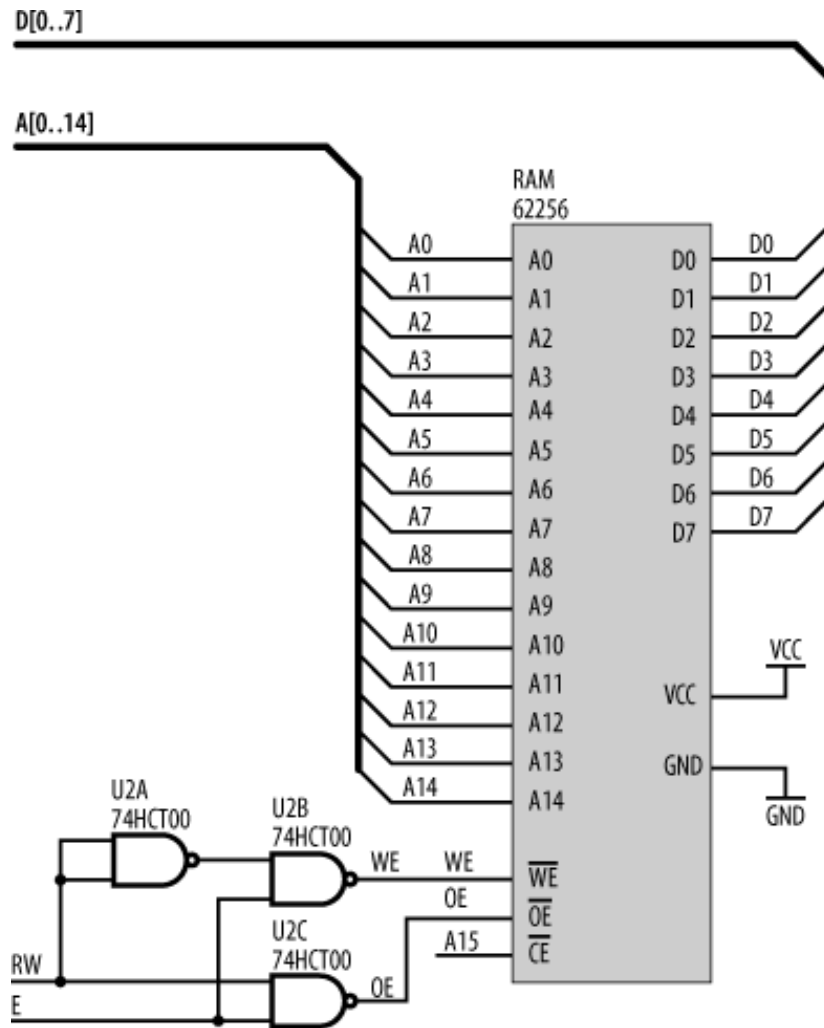 D[0..7]
A[0..14]
RAM
62256
A0 A0 D0 D0
A1 A1 D1 D1
A2 A2 D2 D2
A3 A3 D3 D3
A4 A4 D4 D4
A5 A5 D5 D5
A6 A6 D6 D6
A7 A7 D7 D7
A8 A8
A9 A9
A10 A10
A11 A11
VCC
A12 A12 VCC
A13 A13 GND
A14 A14
GND
U2A
74HCT00
U2B
74HCT00
WE WE WE
OE OE
U2C
74HCT00
A15 CE
RW
OE
E